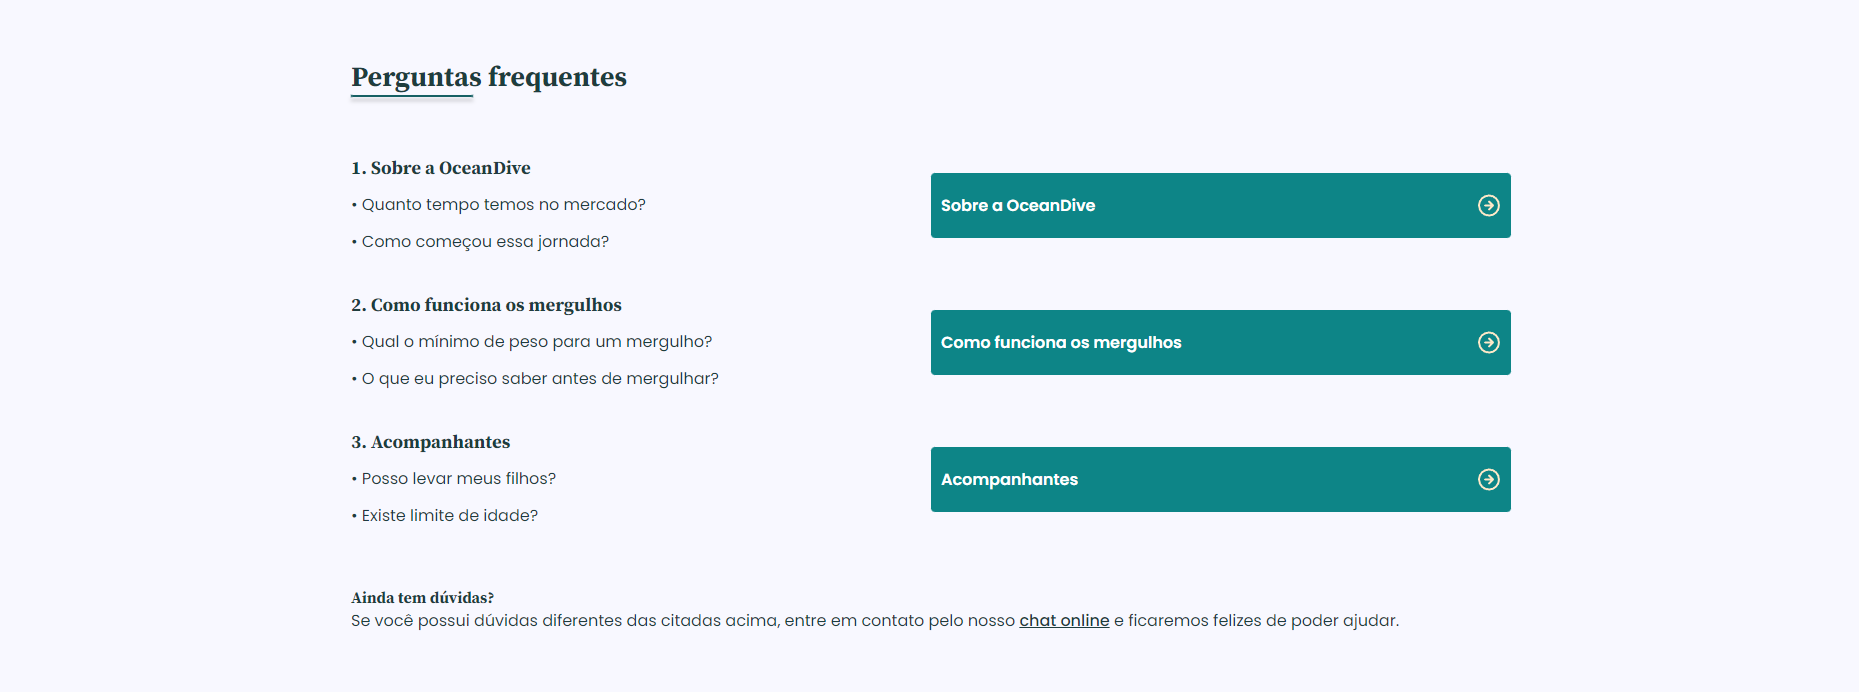 Perguntas frequentes
1. Sobre a OceanDive
• Quanto tempo temos no mercado?
• Como começou essa jornada?
Sobre a OceanDive
2. Como funciona os mergulhos
• Qual o mínimo de peso para um mergulho?
• O que eu preciso saber antes de mergulhar?
Como funciona os mergulhos
3. Acompanhantes
• Posso levar meus filhos?
• Existe limite de idade?
Acompanhantes
Ainda tem dúvidas?
Se você possui dúvidas diferentes das citadas acima, entre em contato pelo nosso chat online e ficaremos felizes de poder ajudar.